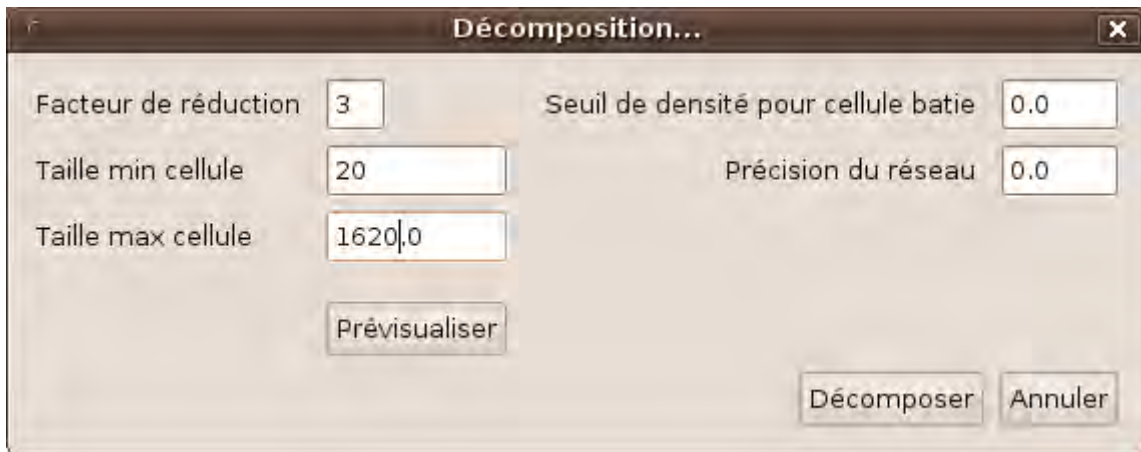 Décomposition...
Facteur de réduction 3 Seuil de densité pour cellule batie 0.0
Taille min cellule 20 Précision du réseau 0.0
Taille max cellule 1620.0
Prévisualiser
Décomposer Annuler